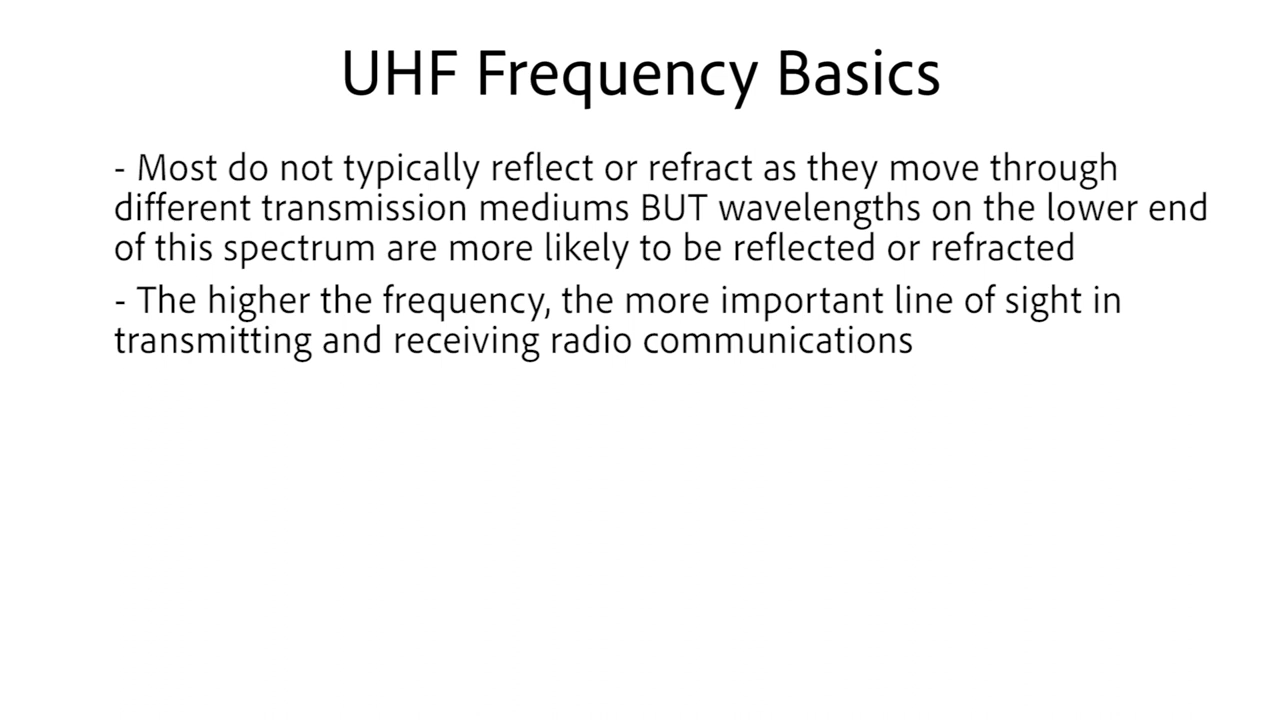 UHF Frequency Basics
- Most do not typically reflect or refract as they move through
different transmission mediums BUT wavelengths on the lower end
of this spectrum are more likely to be reflected or refracted
- The higher the frequency, the more important line of sight in
transmitting and receiving radio communications